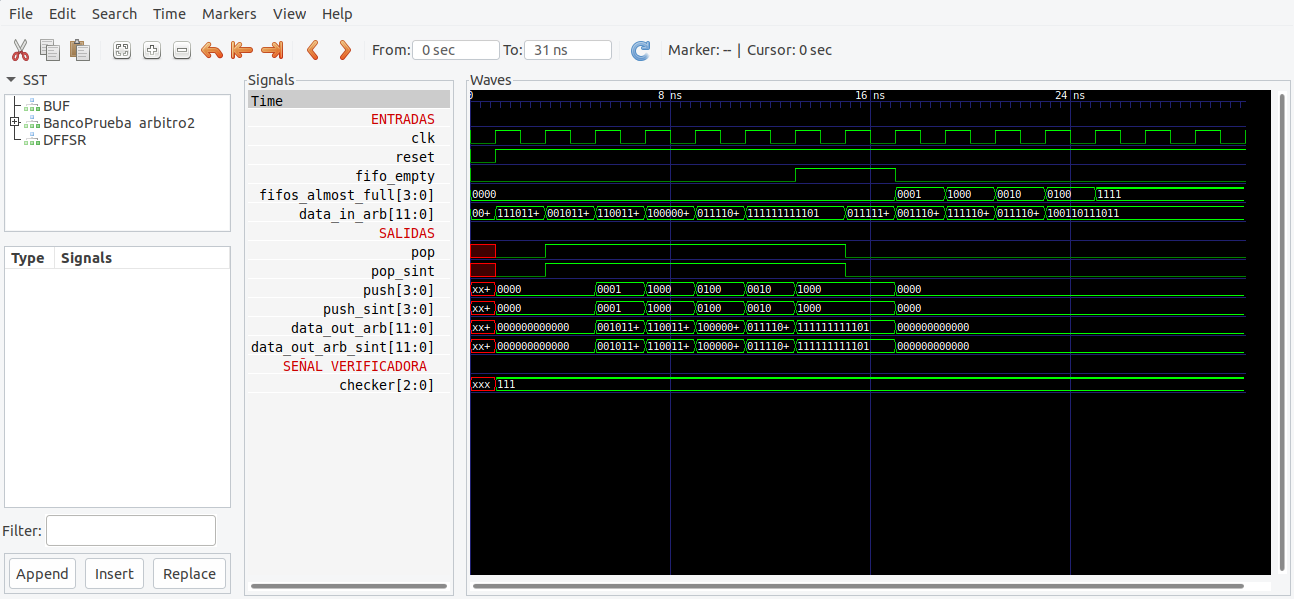 File Edit Search Time Markers View Help
From: 0 sec To: 31 ns Marker: -- | Cursor: 0 sec
SST
BUF
BancoPrueba arbitro2
DFFSR
Type Signals
Filter:
Append Insert Replace
Signals
Time
ENTRADAS
clk
reset
fifo_empty
fifos_almost_full[3:0]
data_in_arb[11:0]
SALIDAS
pop
pop_sint
push[3:0]
push_sint[3:0]
data_out_arb[11:0]
data_out_arb_sint[11:0]
SEÑAL VERIFICADORA
checker[2:0]
Waves
0 8 ns 16 ns 24 ns
0000 0001 1000 0010 0100 1111
00+ 111011+ 001011+ 110011+ 100000+ 011110+ 111111111101 011111+ 001110+ 111110+ 011110+ 100110111011
xx+ 0000 0001 1000 0100 0010 1000 0000
xx+ 0000 0001 1000 0100 0010 1000 0000
xx+ 000000000000 001011+ 110011+ 100000+ 011110+ 111111111101 000000000000
xx+ 000000000000 001011+ 110011+ 100000+ 011110+ 111111111101 000000000000
xxx 111